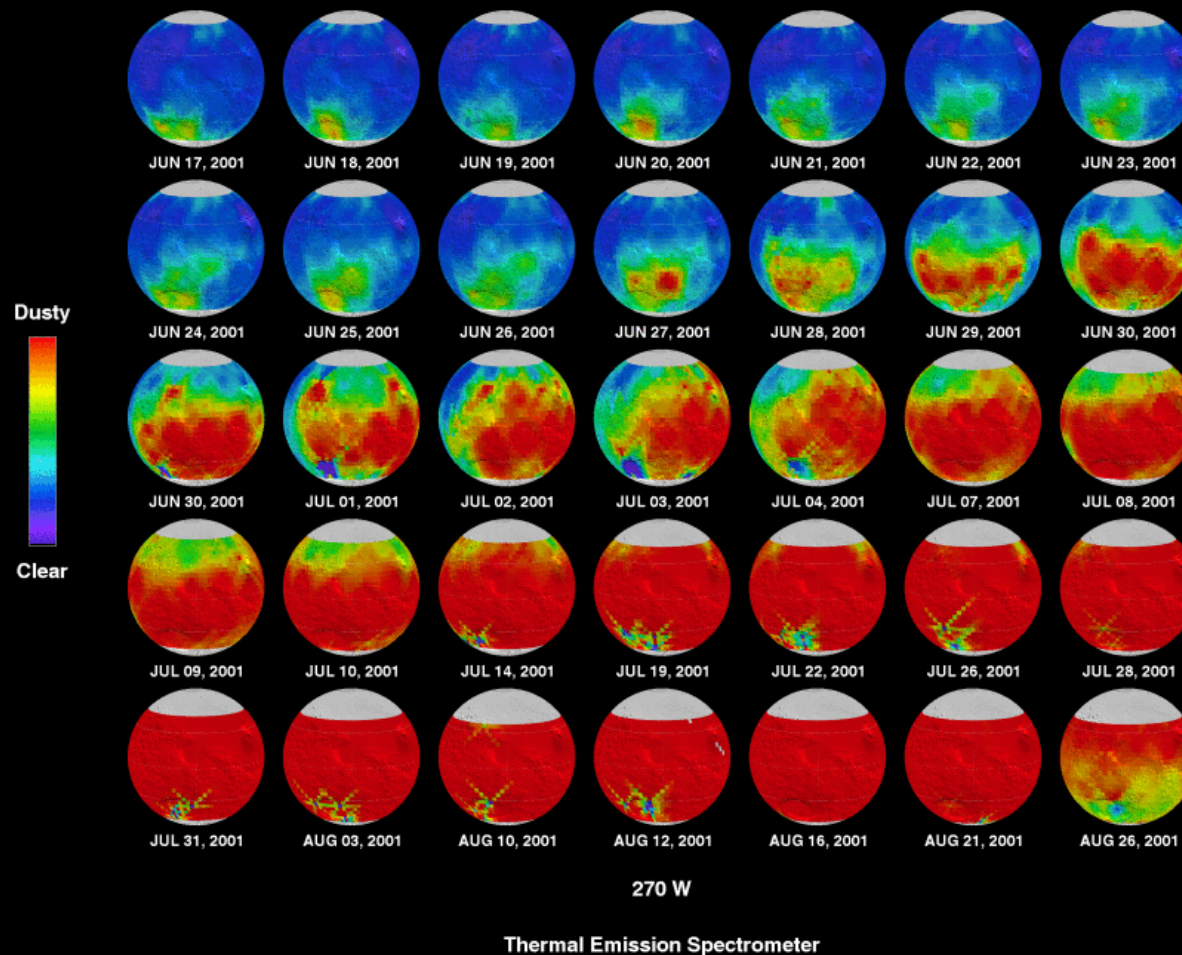 JUN 17, 2001 JUN 18, 2001 JUN 19, 2001 JUN 20, 2001 JUN 21, 2001 JUN 22, 2001 JUN 23, 2001
JUN 24, 2001 JUN 25, 2001 JUN 26, 2001 JUN 27, 2001 JUN 28, 2001 JUN 29, 2001 JUN 30, 2001
Dusty
JUN 30, 2001 JUL 01, 2001 JUL 02, 2001 JUL 03, 2001 JUL 04, 2001 JUL 07, 2001 JUL 08, 2001
Clear
JUL 09, 2001 JUL 10, 2001 JUL 14, 2001 JUL 19, 2001 JUL 22, 2001 JUL 26, 2001 JUL 28, 2001
JUL 31, 2001 AUG 03, 2001 AUG 10, 2001 AUG 12, 2001 AUG 16, 2001 AUG 21, 2001 AUG 26, 2001
270 W
Thermal Emission Spectrometer